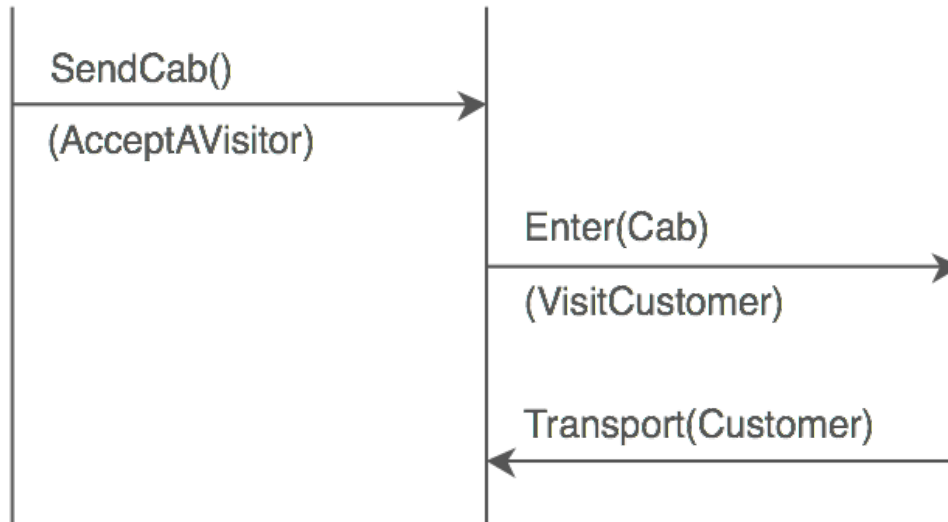 SendCab()
(AcceptAVisitor)
Enter(Cab)
(VisitCustomer)
Transport(Customer)